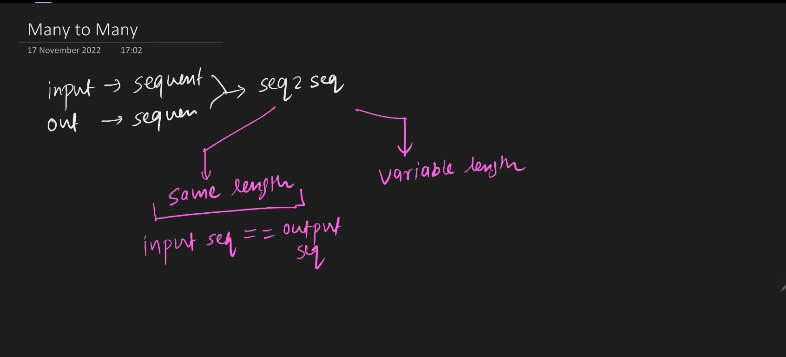 Many to Many
17 November 2022 17:02
input → sequent
out → sequen
→ seq2seq
same length
variable length
input seq == output
seq